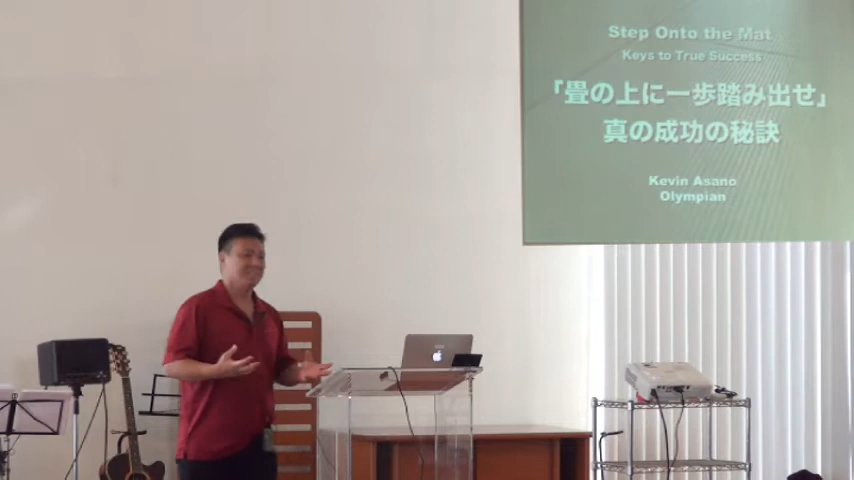 Step Onto the Mat
Keys to True Success
「畳の上に一歩踏み出せ」
真の成功の秘訣
Kevin Asano
Olympian